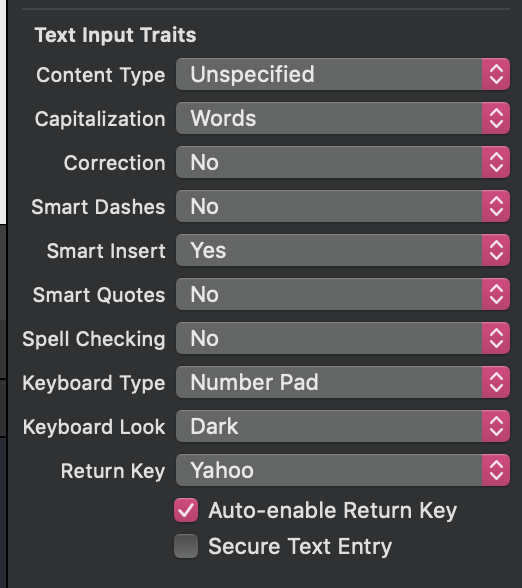 Text Input Traits
Content Type Unspecified
Capitalization Words
Correction No
Smart Dashes No
Smart Insert Yes
Smart Quotes No
Spell Checking No
Keyboard Type Number Pad
Keyboard Look Dark
Return Key Yahoo
Auto-enable Return Key
Secure Text Entry